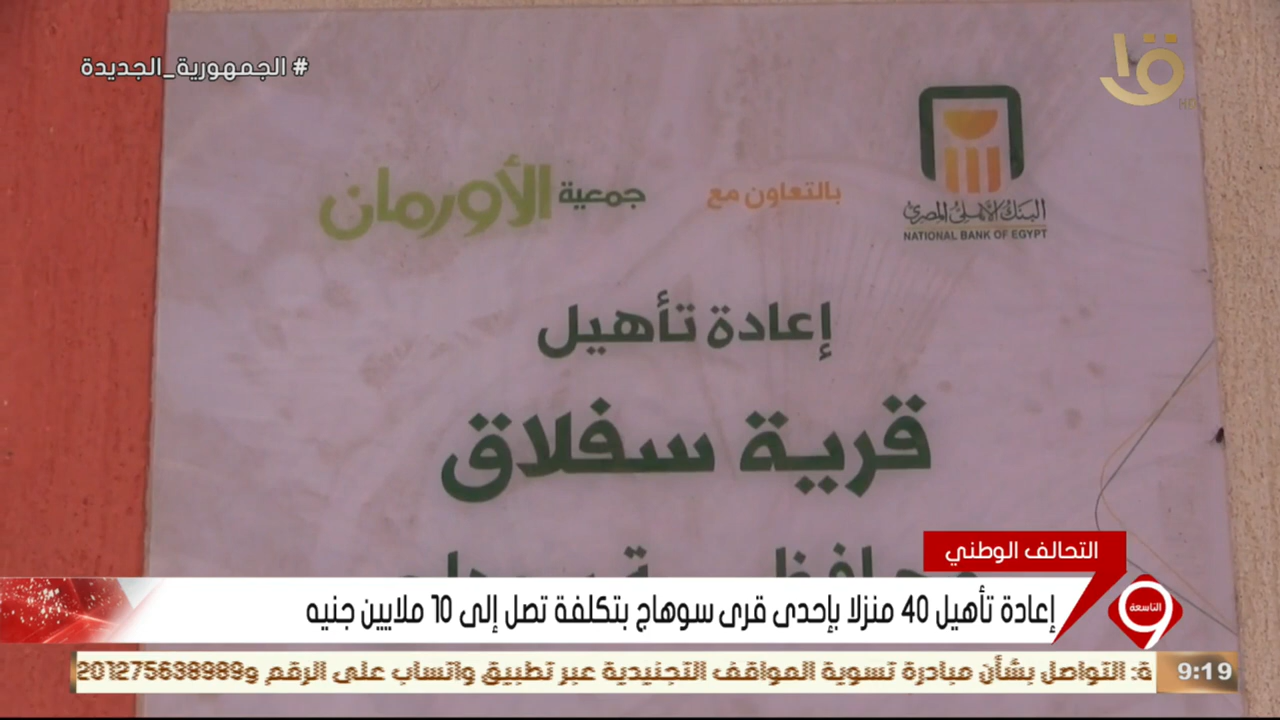 #الجمهورية_الجديدة
البنك الأهلي المصري
NATIONAL BANK OF EGYPT
بالتعاون مع
جمعية الأورمان
إعادة تأهيل
قرية سفلاق
التحالف الوطني
التاسعة
إعادة تأهيل 40 منزلا بإحدى قرى سوهاج بتكلفة تصل إلى 10 ملايين جنيه
9:19
ة: التواصل بشأن مبادرة تسوية المواقف التجنيدية عبر تطبيق واتساب على الرقم و201275638989